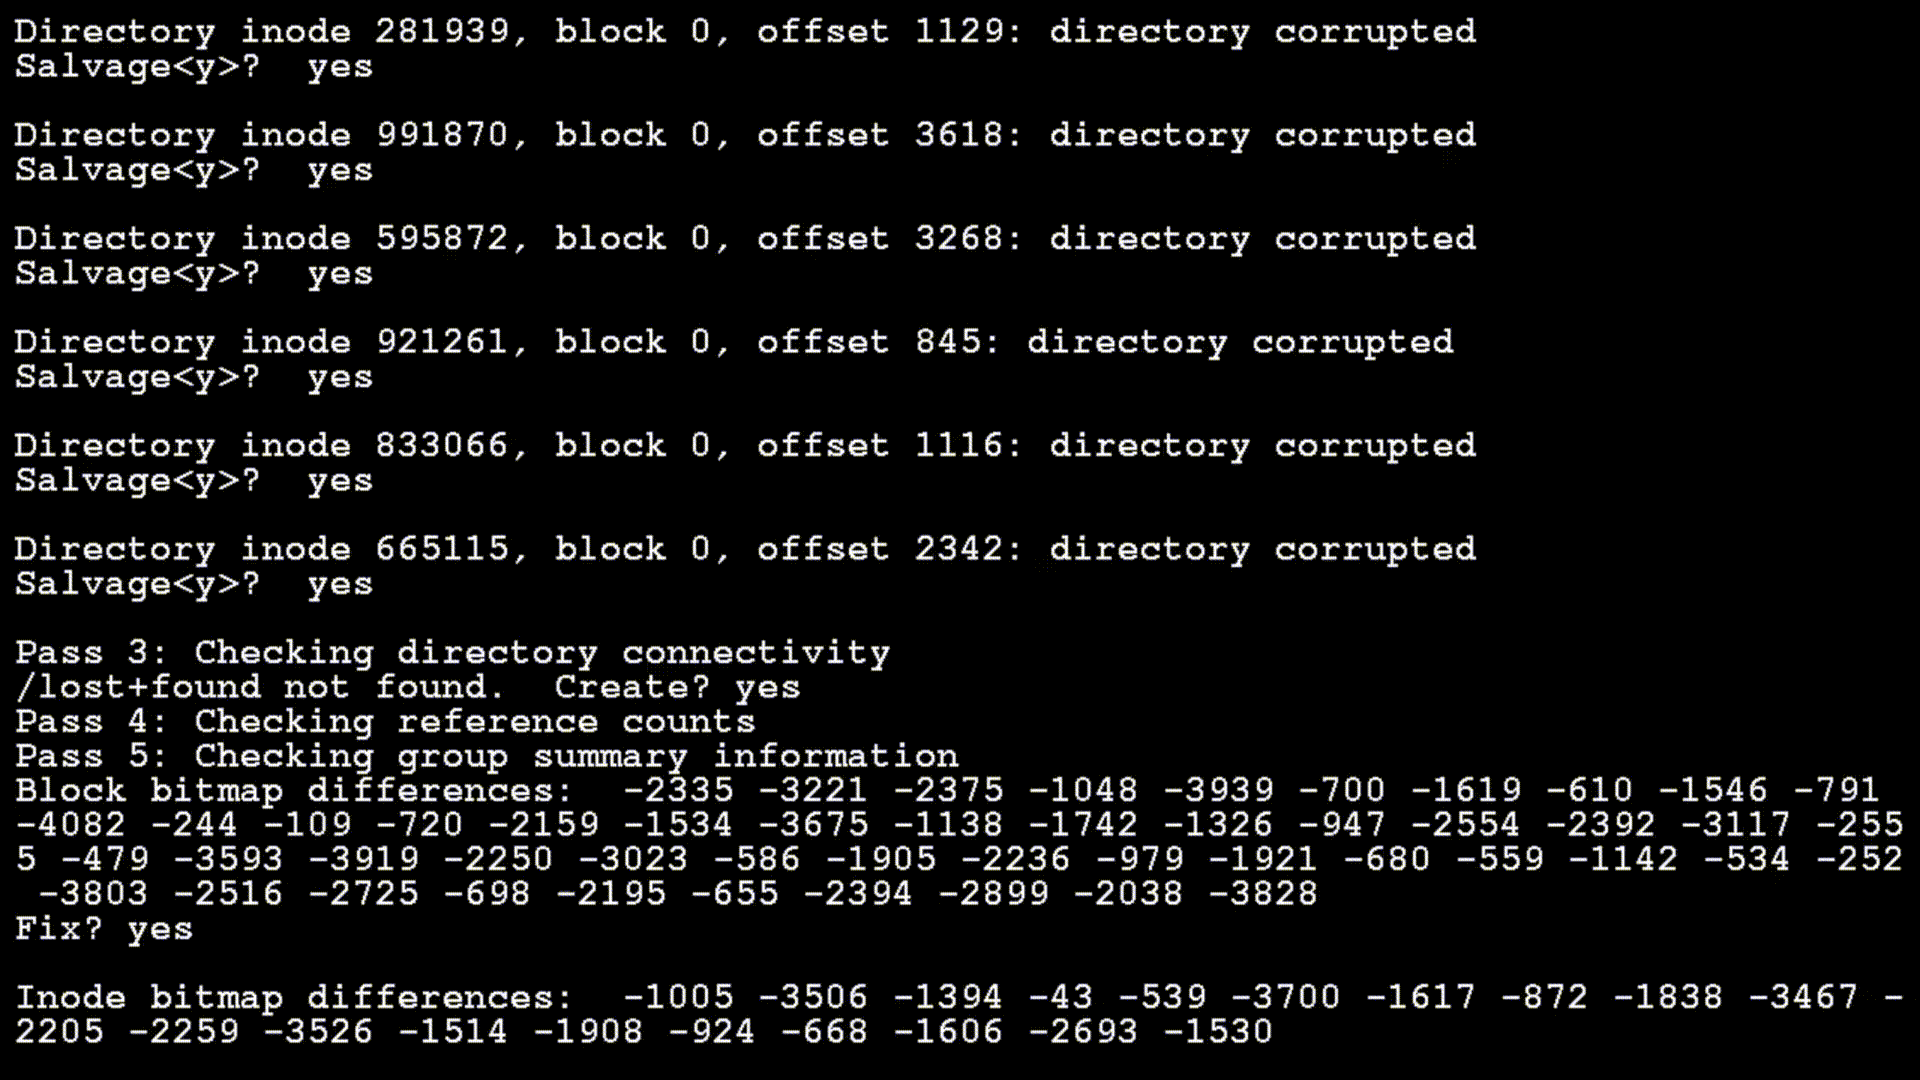 Directory inode 281939, block 0, offset 1129: directory corrupted
Salvage<y>?  yes
Directory inode 991870, block 0, offset 3618: directory corrupted
Salvage<y>?  yes
Directory inode 595872, block 0, offset 3268: directory corrupted
Salvage<y>?  yes
Directory inode 921261, block 0, offset 845: directory corrupted
Salvage<y>?  yes
Directory inode 833066, block 0, offset 1116: directory corrupted
Salvage<y>?  yes
Directory inode 665115, block 0, offset 2342: directory corrupted
Salvage<y>?  yes
Pass 3: Checking directory connectivity
/lost+found not found.  Create? yes
Pass 4: Checking reference counts
Pass 5: Checking group summary information
Block bitmap differences:  -2335 -3221 -2375 -1048 -3939 -700 -1619 -610 -1546 -791
-4082 -244 -109 -720 -2159 -1534 -3675 -1138 -1742 -1326 -947 -2554 -2392 -3117 -255
5 -479 -3593 -3919 -2250 -3023 -586 -1905 -2236 -979 -1921 -680 -559 -1142 -534 -252
 -3803 -2516 -2725 -698 -2195 -655 -2394 -2899 -2038 -3828
Fix? yes
Inode bitmap differences:  -1005 -3506 -1394 -43 -539 -3700 -1617 -872 -1838 -3467 -
2205 -2259 -3526 -1514 -1908 -924 -668 -1606 -2693 -1530